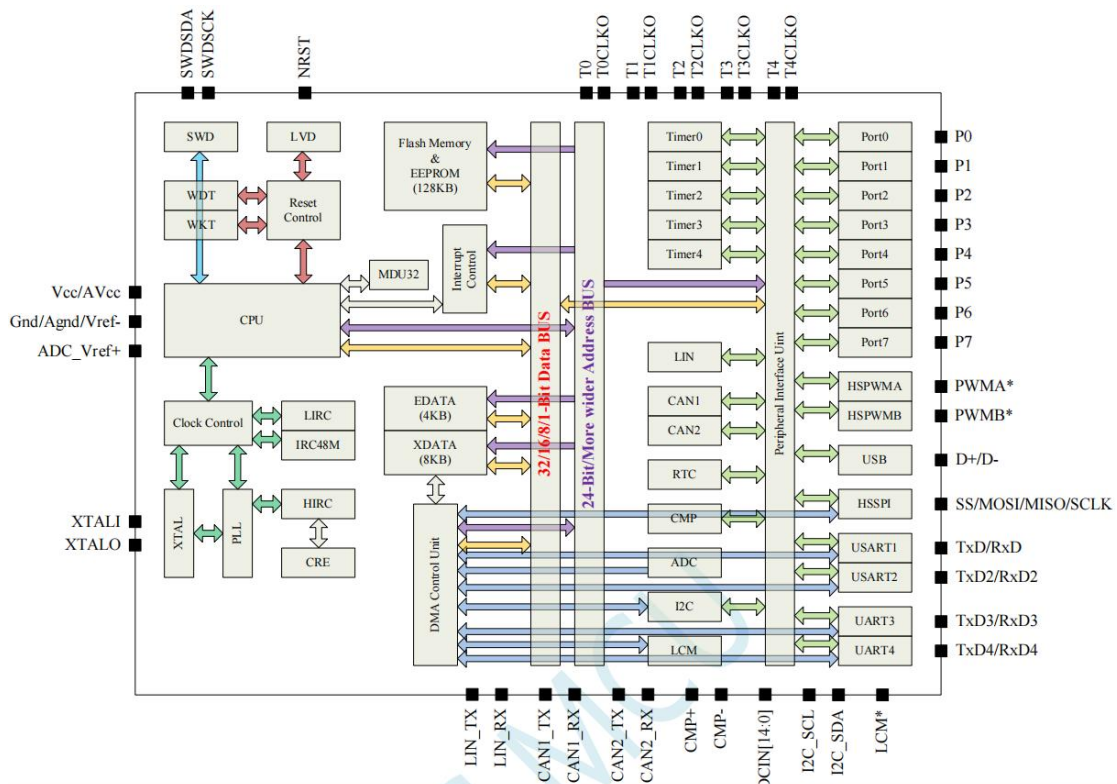 SWDSDA
SWDSCK
NRST
T0
T0CLKO
T1
T1CLKO
T2
T2CLKO
T3
T3CLKO
T4
T4CLKO
SWD
LVD
WDT
WKT
Reset
Control
Flash Memory
&
EEPROM
(128KB)
Timer0
Timer1
Timer2
Timer3
Timer4
Port0
Port1
Port2
Port3
Port4
Port5
Port6
Port7
P0
P1
P2
P3
P4
P5
P6
P7
MDU32
Interrupt
Control
Vcc/AVcc
Gnd/Agnd/Vref-
ADC_Vref+
CPU
32/16/8/1-Bit Data BUS
24-Bit/More wider Address BUS
Peripheral Interface Uint
LIN
CAN1
CAN2
RTC
CMP
ADC
I2C
LCM
HSPWMA
HSPWMB
USB
HSSPI
USART1
USART2
UART3
UART4
PWMA*
PWMB*
D+/D-
SS/MOSI/MISO/SCLK
TxD/RxD
TxD2/RxD2
TxD3/RxD3
TxD4/RxD4
Clock Control
LIRC
IRC48M
EDATA
(4KB)
XDATA
(8KB)
XTALI
XTALO
XTAL
PLL
HIRC
CRE
DMA Control Unit
LIN_TX
LIN_RX
CAN1_TX
CAN1_RX
CAN2_TX
CAN2_RX
CMP+
CMP-
DCIN[14:0]
I2C_SCL
I2C_SDA
LCM*
MCU